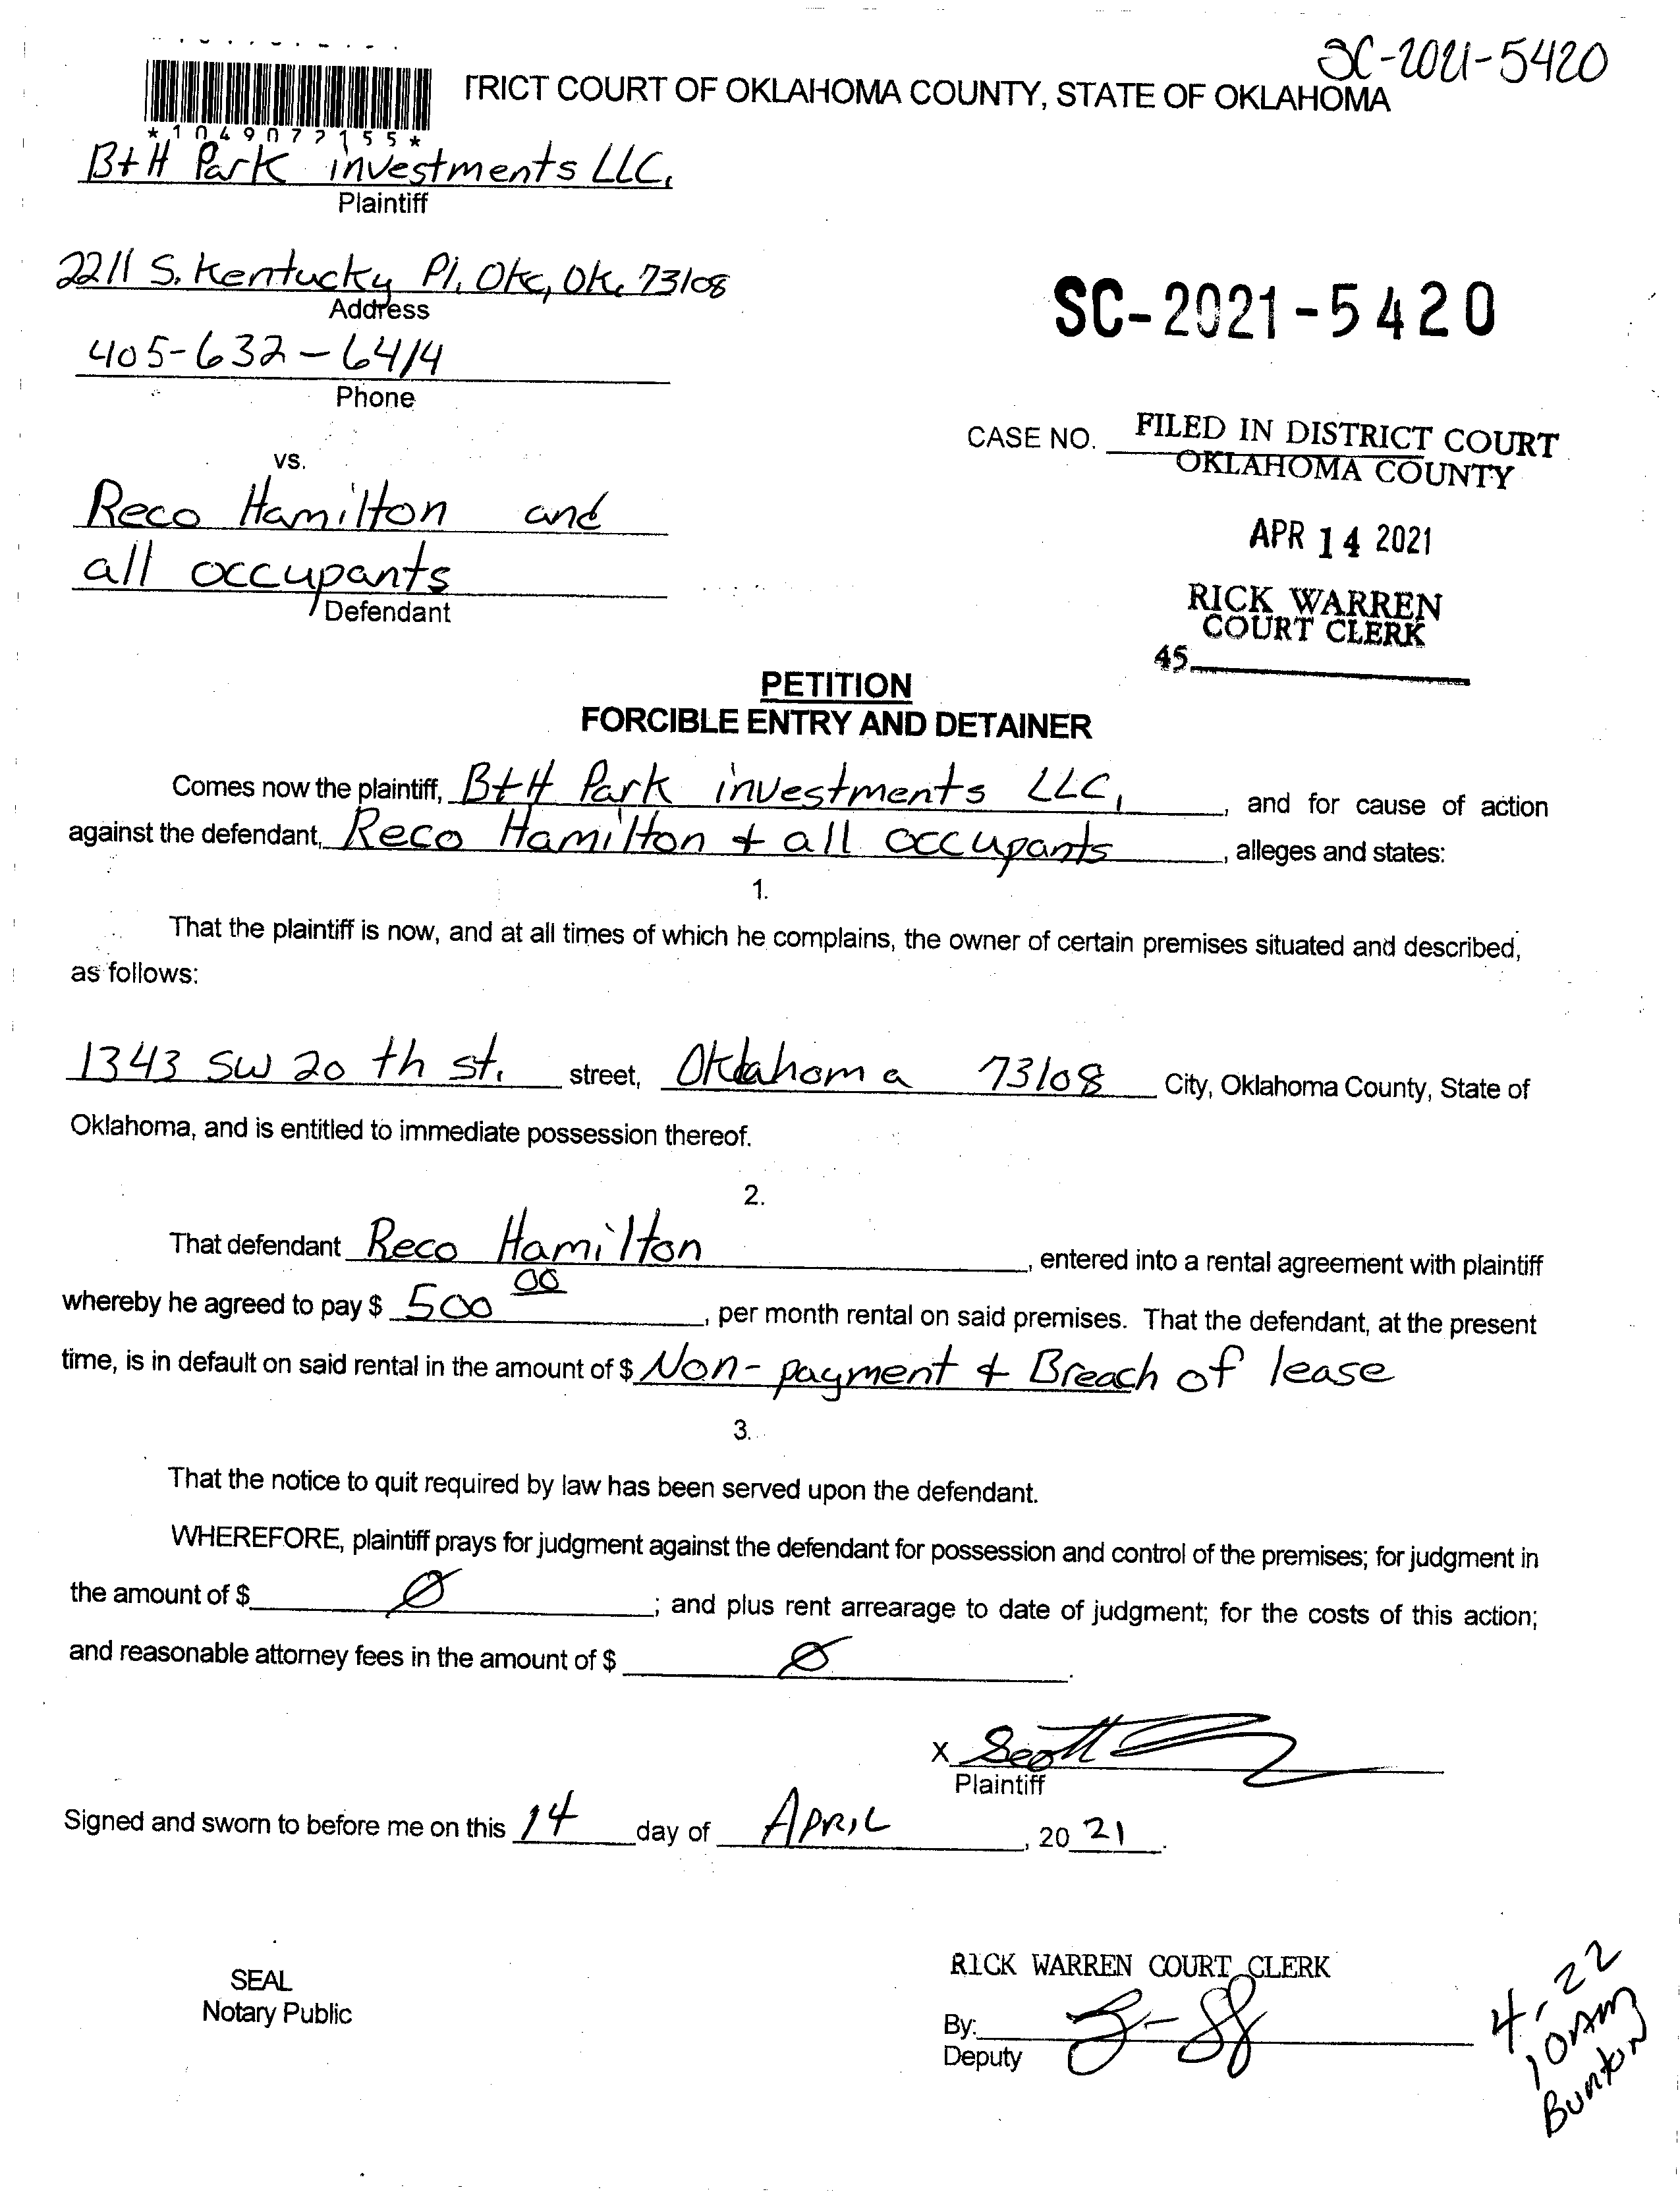 SC-2021-5420
TRICT COURT OF OKLAHOMA COUNTY, STATE OF OKLAHOMA
*1049077155*
B+H Park investments LLC.
Plaintiff
2211 S. Kentucky Pl. Okc, Ok. 73108
Address
405-632-6414
Phone
SC-2021-5420
CASE NO. FILED IN DISTRICT COURT
OKLAHOMA COUNTY
vs.
Reco Hamilton and
all occupants
Defendant
APR 14 2021
RICK WARREN
COURT CLERK
45
PETITION
FORCIBLE ENTRY AND DETAINER
Comes now the plaintiff, B+H Park investments LLC, , and for cause of action
against the defendant, Reco Hamilton + all occupants , alleges and states:
1.
That the plaintiff is now, and at all times of which he complains, the owner of certain premises situated and described,
as follows:
1343 SW 20 th st. street, Oklahoma 73108 City, Oklahoma County, State of
Oklahoma, and is entitled to immediate possession thereof.
2.
That defendant Reco Hamilton , entered into a rental agreement with plaintiff
whereby he agreed to pay $ 500 00 , per month rental on said premises. That the defendant, at the present
time, is in default on said rental in the amount of $ Non-payment + Breach of lease
3.
That the notice to quit required by law has been served upon the defendant.
WHEREFORE, plaintiff prays for judgment against the defendant for possession and control of the premises; for judgment in
the amount of $ Ø ; and plus rent arrearage to date of judgment; for the costs of this action;
and reasonable attorney fees in the amount of $ Ø .
X Scott
Plaintiff
Signed and sworn to before me on this 14 day of APRIL , 20 21 .
SEAL
Notary Public
RICK WARREN COURT CLERK
By:
Deputy
4-22
10AM
Bunton